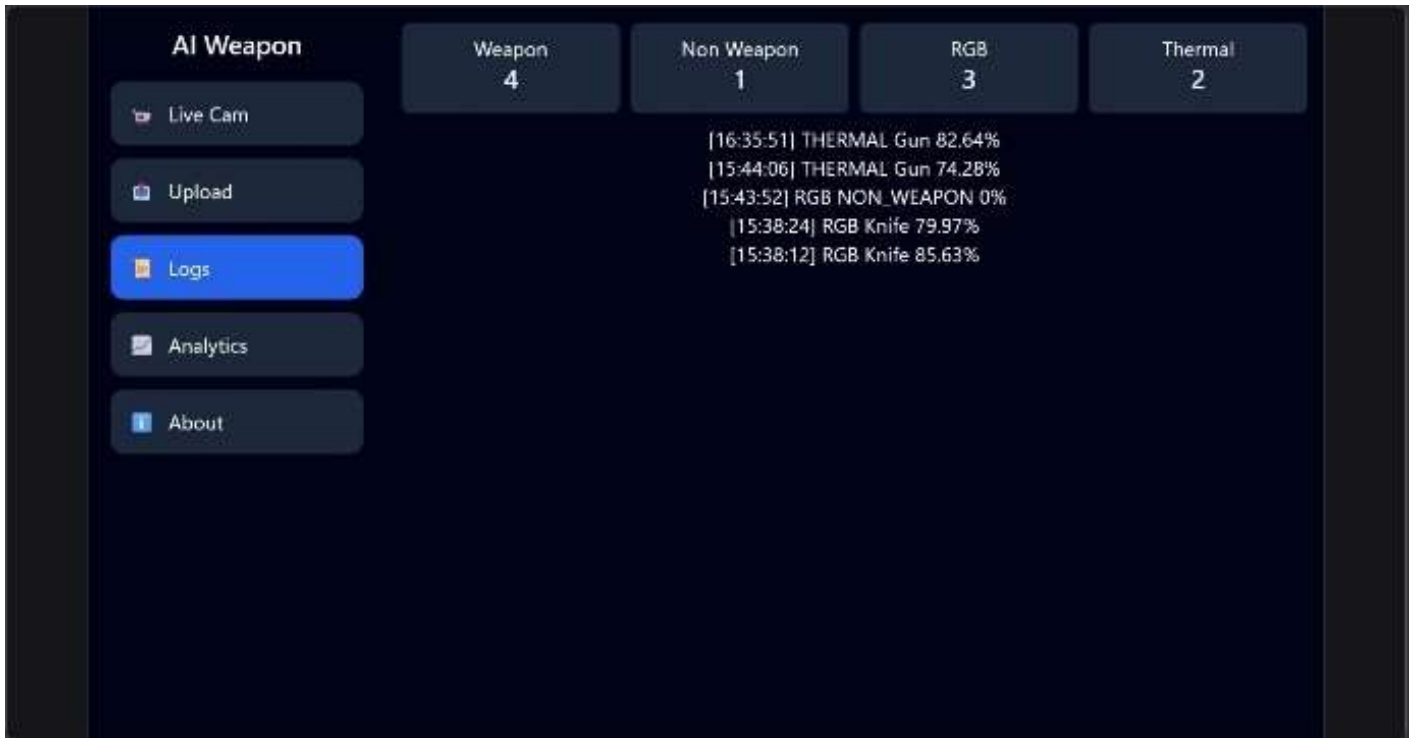 AI Weapon
Live Cam
Upload
Logs
Analytics
About
Weapon
4
Non Weapon
1
RGB
3
Thermal
2
[16:35:51] THERMAL Gun 82.64%
[15:44:06] THERMAL Gun 74.28%
[15:43:52] RGB NON_WEAPON 0%
[15:38:24] RGB Knife 79.97%
[15:38:12] RGB Knife 85.63%